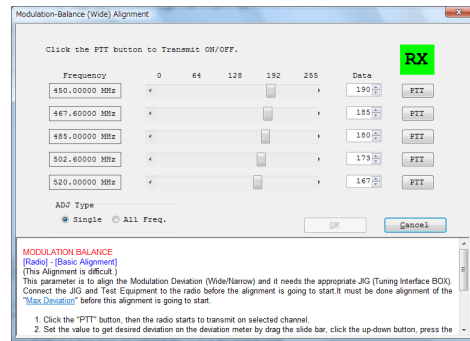 Modulation-Balance (Wide) Alignment
Click the PTT button to Transmit ON/OFF.
RX
Frequency 0 64 128 192 255 Data
450.00000 MHz 190 PTT
467.60000 MHz 185 PTT
485.00000 MHz 180 PTT
502.60000 MHz 173 PTT
520.00000 MHz 167 PTT
ADJ Type
Single All Freq. OK Cancel
MODULATION BALANCE
[Radio] - [Basic Alignment]
(This Alignment is difficult.)
This parameter is to align the Modulation Deviation (Wide/Narrow) and it needs the appropriate JIG (Tuning Interface BOX).
Connect the JIG and Test Equipment to the radio before the alignment is going to start.It must be done alignment of the
"Max Deviation" before this alignment is going to start.
1. Click the "PTT" button, then the radio starts to transmit on selected channel.
2. Set the value to get desired deviation on the deviation meter by drag the slide bar, click the up-down button, press the